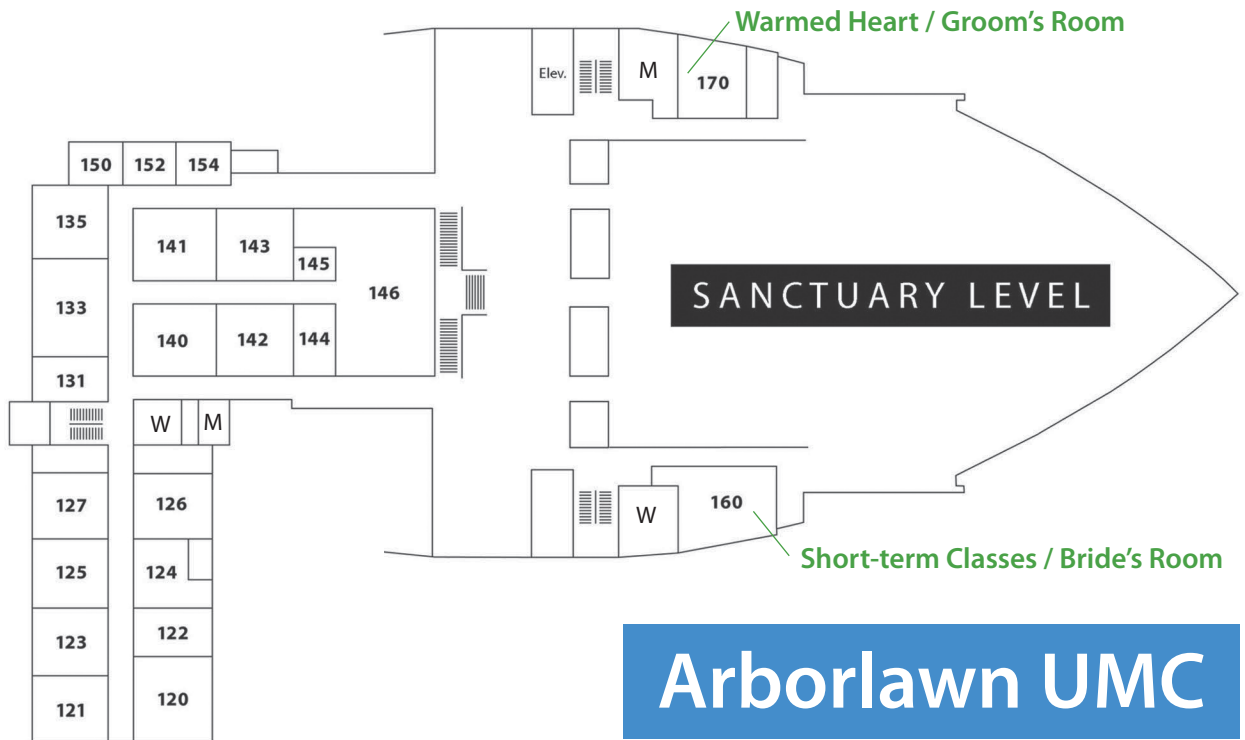 Warmed Heart / Groom's Room
Elev.
M
170
150
152
154
135
141
143
145
146
133
SANCTUARY LEVEL
140
142
144
131
W
M
127
126
160
W
Short-term Classes / Bride's Room
125
124
123
122
121
120
Arborlawn UMC